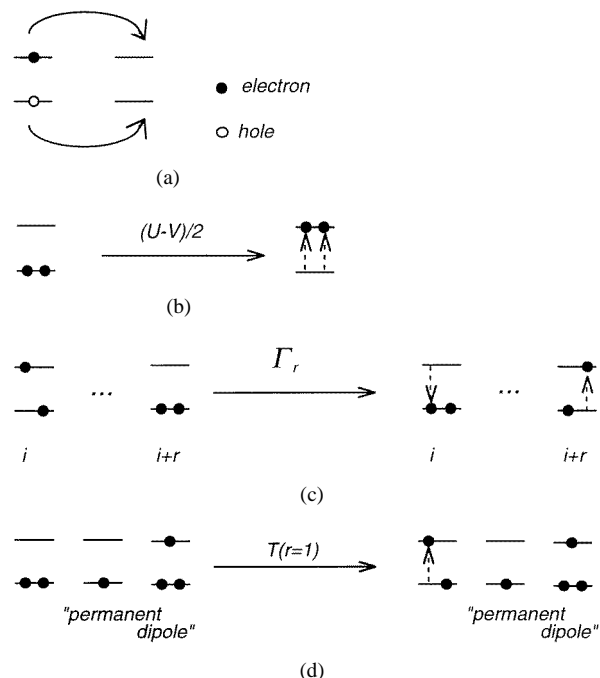 electron
hole
(a)
(U-V)/2
(b)
Γr
... ...
i i+r i i+r
(c)
T(r=1)
"permanent
dipole"
"permanent
dipole"
(d)